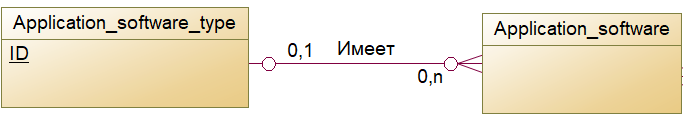 Application_software_type
ID
0,1
Имеет
0,n
Application_software